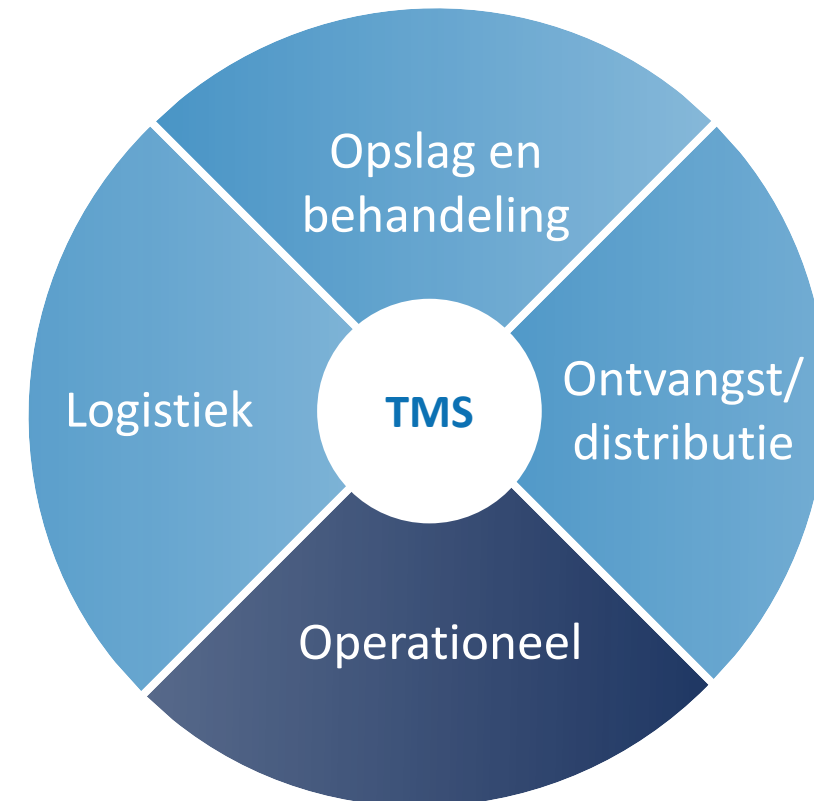 Opslag en
behandeling
Logistiek
TMS
Ontvangst/
distributie
Operationeel